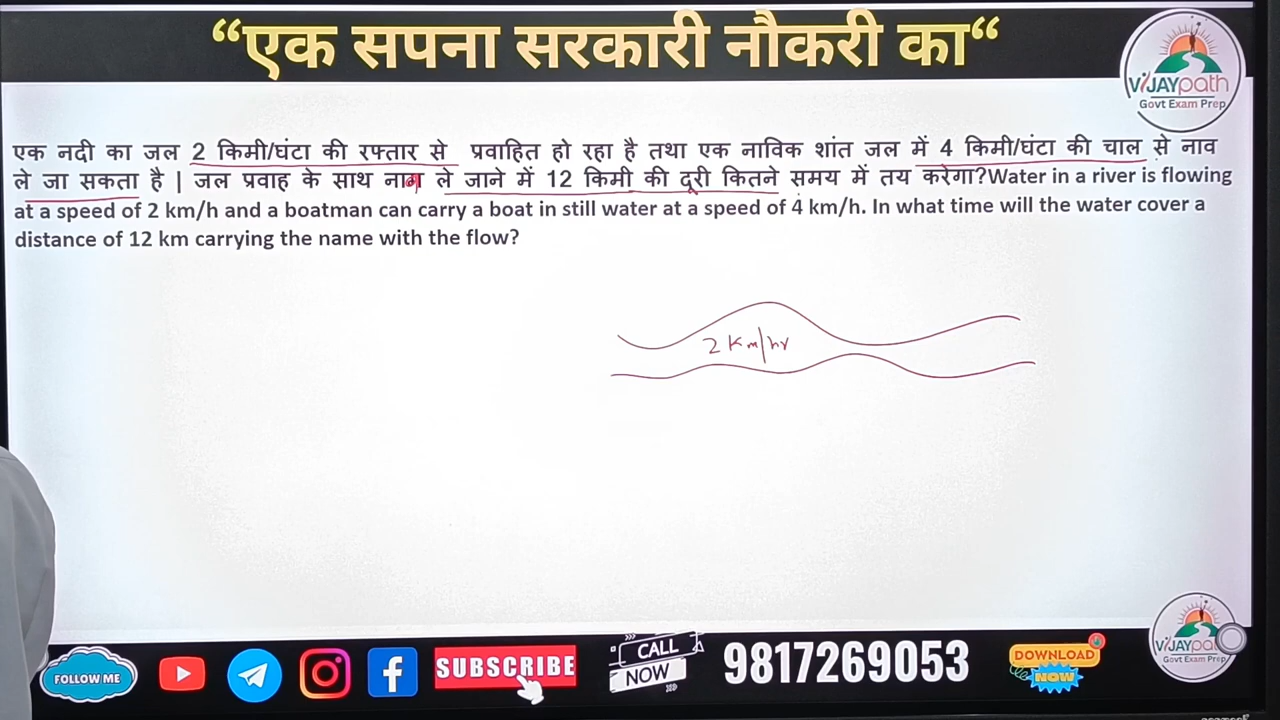 “एक सपना सरकारी नौकरी का“
VIJAYpath
Govt Exam Prep
एक नदी का जल 2 किमी/घंटा की रफ्तार से प्रवाहित हो रहा है तथा एक नाविक शांत जल में 4 किमी/घंटा की चाल से नाव
ले जा सकता है | जल प्रवाह के साथ नाव ले जाने में 12 किमी की दूरी कितने समय में तय करेगा?Water in a river is flowing
at a speed of 2 km/h and a boatman can carry a boat in still water at a speed of 4 km/h. In what time will the water cover a
distance of 12 km carrying the name with the flow?
2 Km/hr
FOLLOW ME
SUBSCRIBE
CALL
NOW
9817269053
DOWNLOAD
NOW
VIJAYpath
Govt Exam Prep